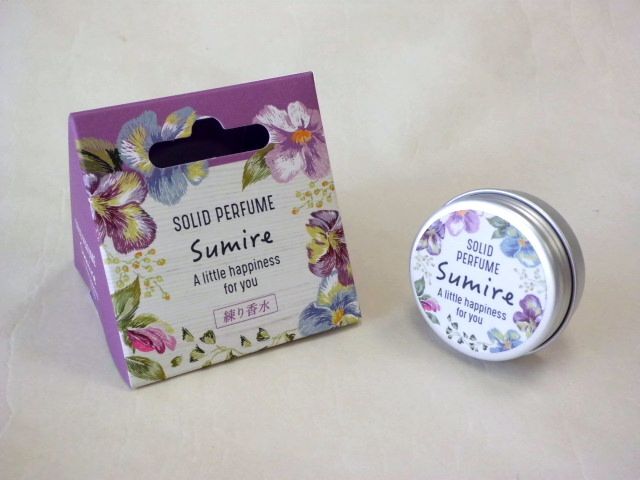 SOLID PERFUME
Sumire
A little happiness
for you
練り香水
SOLID
PERFUME
Sumire
A little happiness
for you